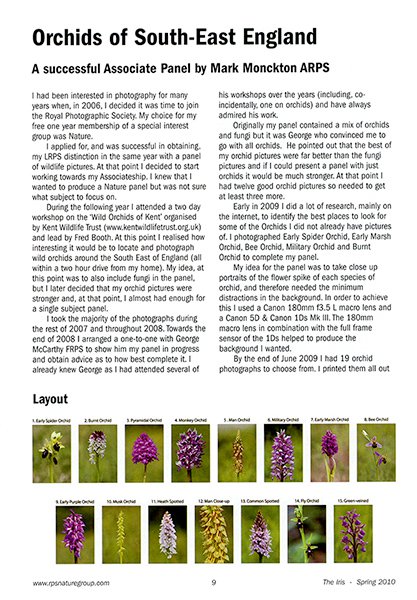 Orchids of South-East England
A successful Associate Panel by Mark Monckton ARPS
I had been interested in photography for many
years when, in 2006, I decided it was time to join
the Royal Photographic Society. My choice for my
free one year membership of a special interest
group was Nature.
I applied for, and was successful in obtaining,
my LRPS distinction in the same year with a panel
of wildlife pictures. At that point I decided to start
working towards my Associateship. I knew that I
wanted to produce a Nature panel but was not sure
what subject to focus on.
During the following year I attended a two day
workshop on the 'Wild Orchids of Kent' organised
by Kent Wildlife Trust (www.kentwildlifetrust.org.uk)
and lead by Fred Booth. At this point I realised how
interesting it would be to locate and photograph
wild orchids around the South East of England (all
within a two hour drive from my home). My idea, at
this point was to also include fungi in the panel,
but I later decided that my orchid pictures were
stronger and, at that point, I almost had enough for
a single subject panel.
I took the majority of the photographs during
the rest of 2007 and throughout 2008. Towards the
end of 2008 I arranged a one-to-one with George
McCarthy FRPS to show him my panel in progress
and obtain advice as to how best complete it. I
already knew George as I had attended several of
his workshops over the years (including, co-
incidentally, one on orchids) and have always
admired his work.
Originally my panel contained a mix of orchids
and fungi but it was George who convinced me to
go with all orchids. He pointed out that the best of
my orchid pictures were far better than the fungi
pictures and if I could present a panel with just
orchids it would be much stronger. At that point I
had twelve good orchid pictures so needed to get
at least three more.
Early in 2009 I did a lot of research, mainly on
the internet, to identify the best places to look for
some of the Orchids I did not already have pictures
of. I photographed Early Spider Orchid, Early Marsh
Orchid, Bee Orchid, Military Orchid and Burnt
Orchid to complete my panel.
My idea for the panel was to take close up
portraits of the flower spike of each species of
orchid, and therefore needed the minimum
distractions in the background. In order to achieve
this I used a Canon 180mm f3.5 L macro lens and
a Canon 5D & Canon 1Ds Mk III. The 180mm
macro lens in combination with the full frame
sensor of the 1Ds helped to produce the
background I wanted.
By the end of June 2009 I had 19 orchid
photographs to choose from. I printed them all out
Layout
1. Early Spider Orchid
2. Burnt Orchid
3. Pyramidal Orchid
4. Monkey Orchid
5. Man Orchid
6. Military Orchid
7. Early Marsh Orchid
8. Bee Orchid
9. Early Purple Orchid
10. Musk Orchid
11. Heath Spotted
12. Man Close-up
13. Common Spotted
14. Fly Orchid
15. Green-veined
www.rpsnaturegroup.com
9
The Iris - Spring 2010